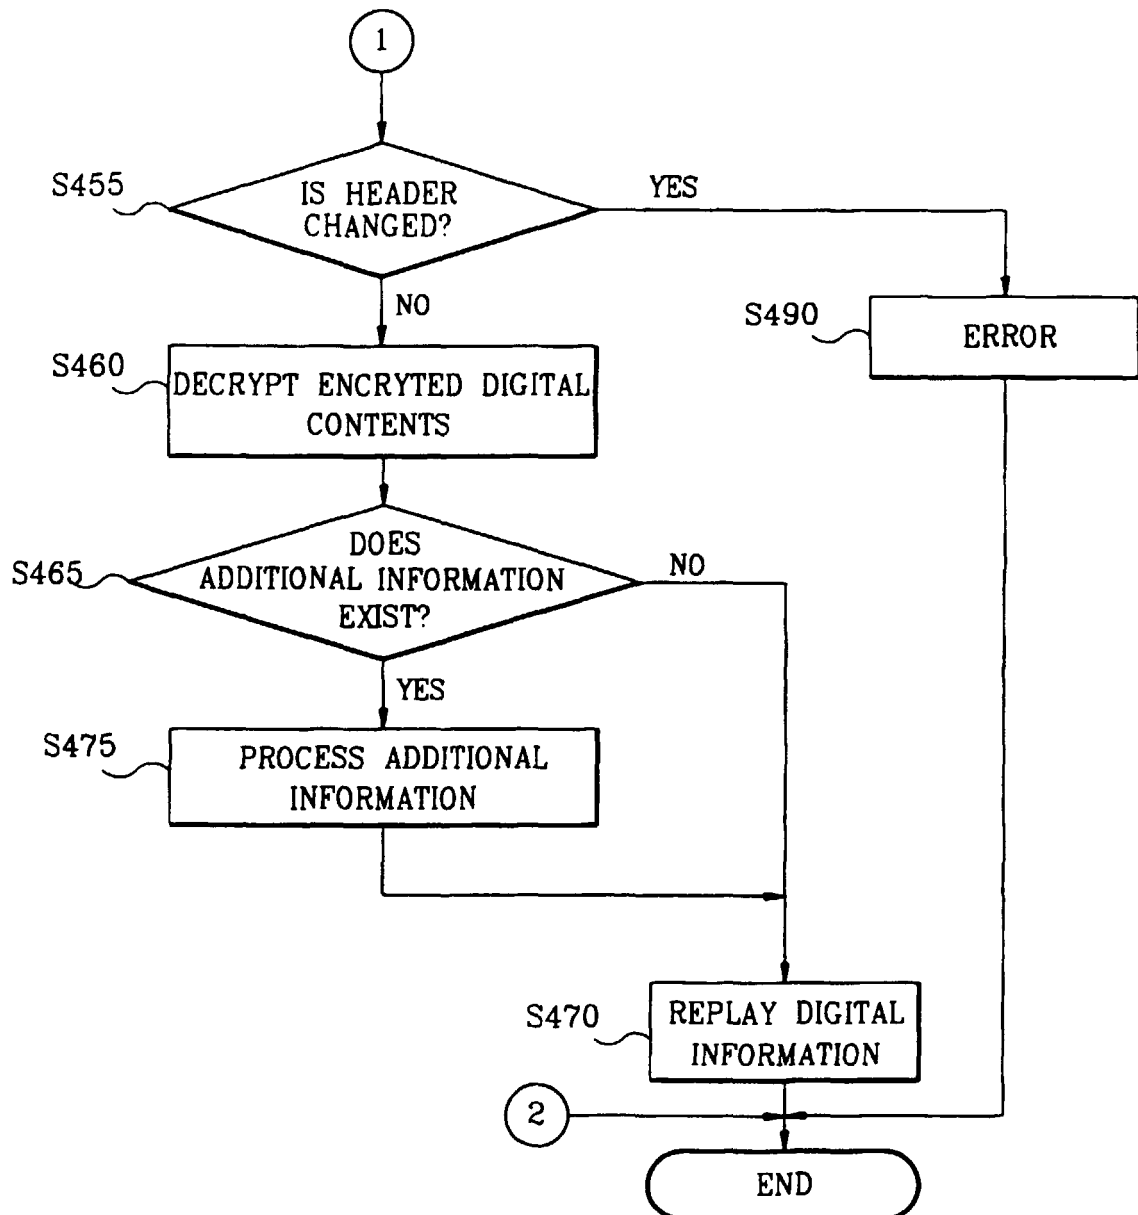 1
S455
IS HEADER
CHANGED?
YES
NO
S490
ERROR
S460
DECRYPT ENCRYTED DIGITAL
CONTENTS
S465
DOES
ADDITIONAL INFORMATION
EXIST?
NO
YES
S475
PROCESS ADDITIONAL
INFORMATION
S470
REPLAY DIGITAL
INFORMATION
2
END